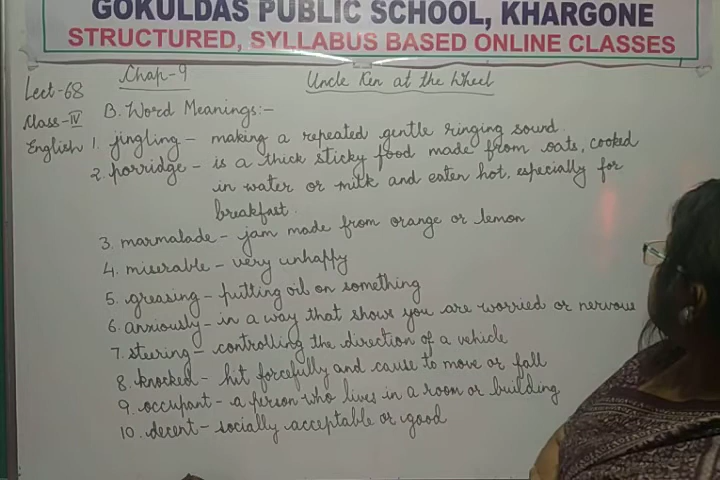 GOKULDAS PUBLIC SCHOOL, KHARGONE
STRUCTURED, SYLLABUS BASED ONLINE CLASSES
Lect-68
Chap-9
Uncle Ken at the Wheel
Class-IV
English
B. Word Meanings:-
1. jingling - making a repeated gentle ringing sound.
2. porridge - is a thick sticky food made from oats, cooked
in water or milk and eaten hot, especially for
breakfast.
3. marmalade - jam made from orange or lemon
4. miserable - very unhappy
5. greasing - putting oil on something
6. anxiously - in a way that shows you are worried or nervous
7. steering - controlling the direction of a vehicle
8. knocked - hit forcefully and cause to move or fall
9. occupant - a person who lives in a room or building
10. decent - socially acceptable or good